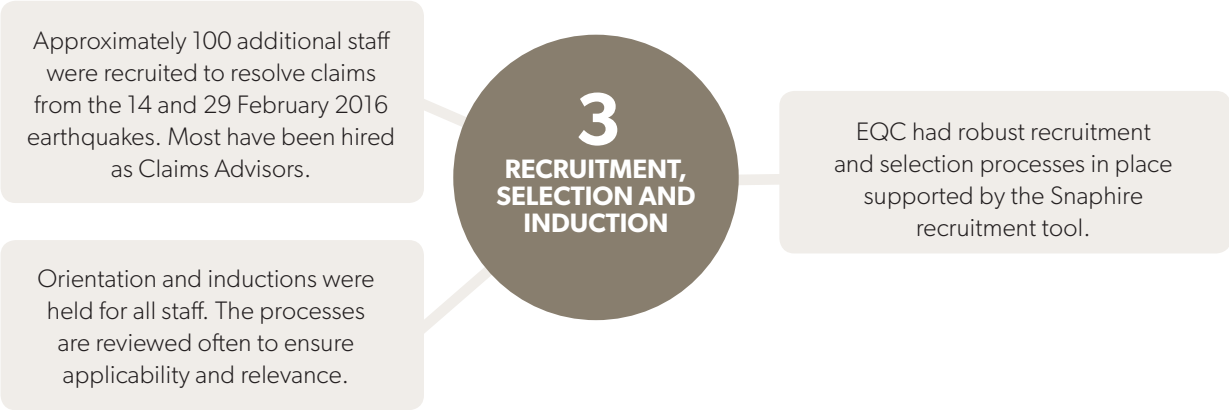 Approximately 100 additional staff
were recruited to resolve claims
from the 14 and 29 February 2016
earthquakes. Most have been hired
as Claims Advisors.
Orientation and inductions were
held for all staff. The processes
are reviewed often to ensure
applicability and relevance.
3
RECRUITMENT,
SELECTION AND
INDUCTION
EQC had robust recruitment
and selection processes in place
supported by the Snaphire
recruitment tool.